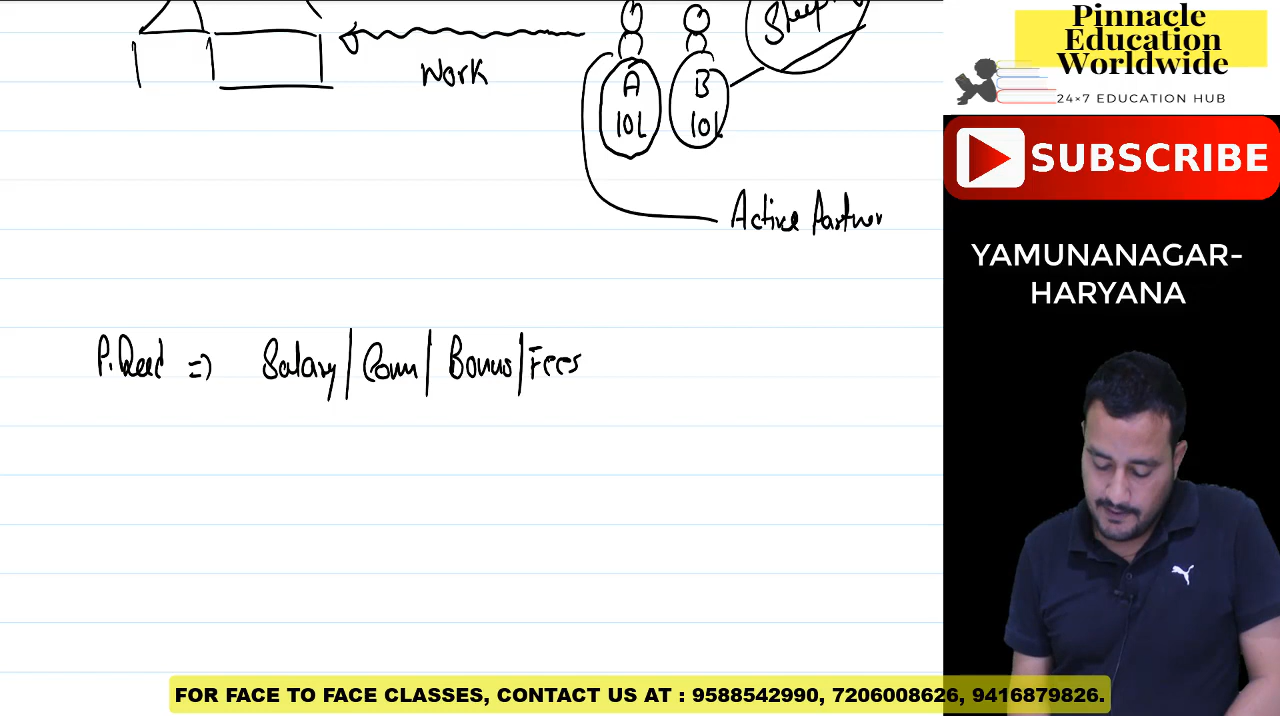 Work
A
10L
B
10L
Active Partner
P. Deed => Salary / Comm / Bonus / Fees
Pinnacle
Education
Worldwide
24×7 EDUCATION HUB
SUBSCRIBE
YAMUNANAGAR-
HARYANA
FOR FACE TO FACE CLASSES, CONTACT US AT : 9588542990, 7206008626, 9416879826.